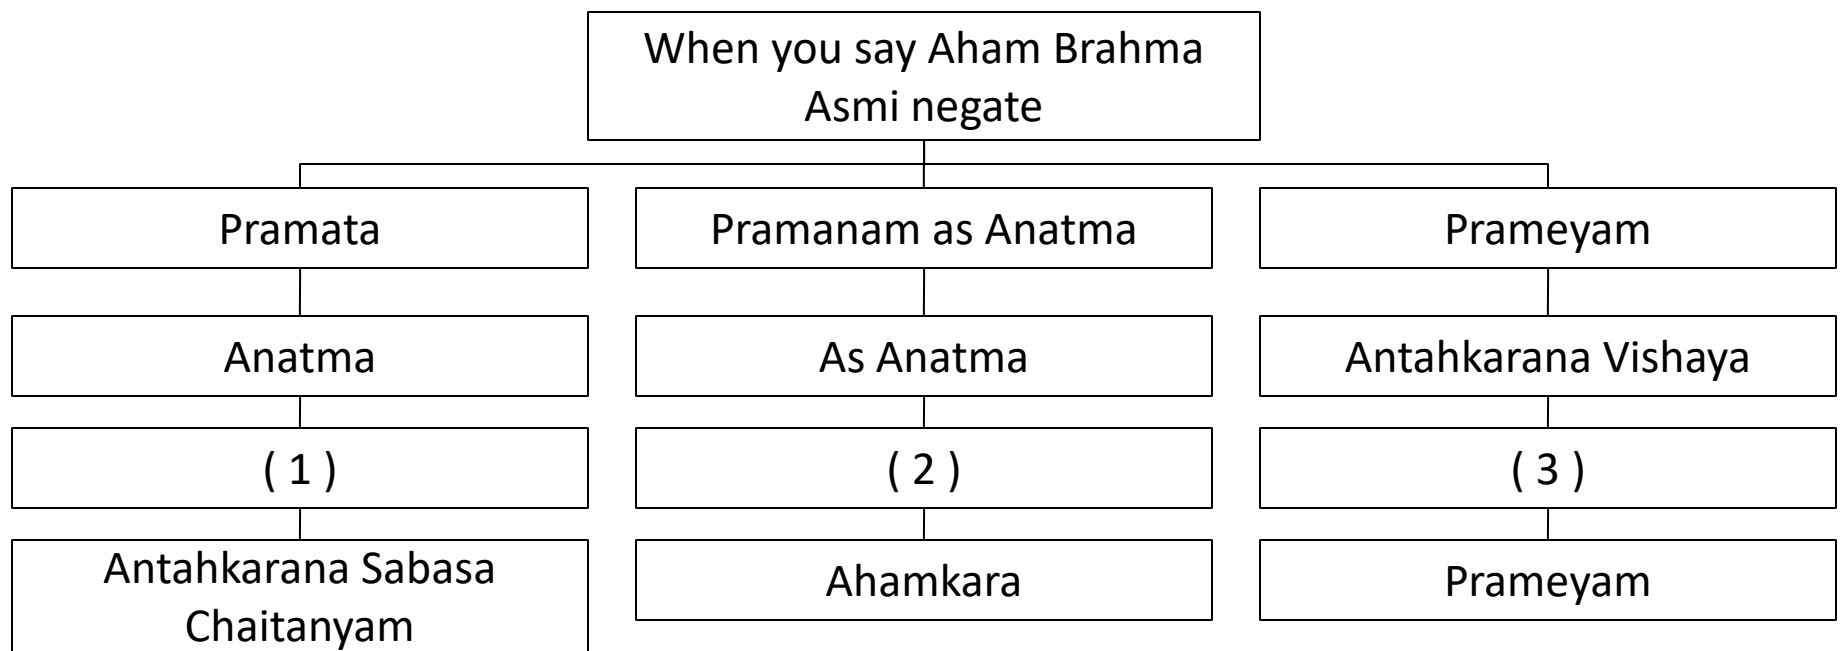 When you say Aham Brahma
Asmi negate
Pramata
Pramanam as Anatma
Prameyam
Anatma
As Anatma
Antahkarana Vishaya
( 1 )
( 2 )
( 3 )
Antahkarana Sabasa
Chaitanyam
Ahamkara
Prameyam